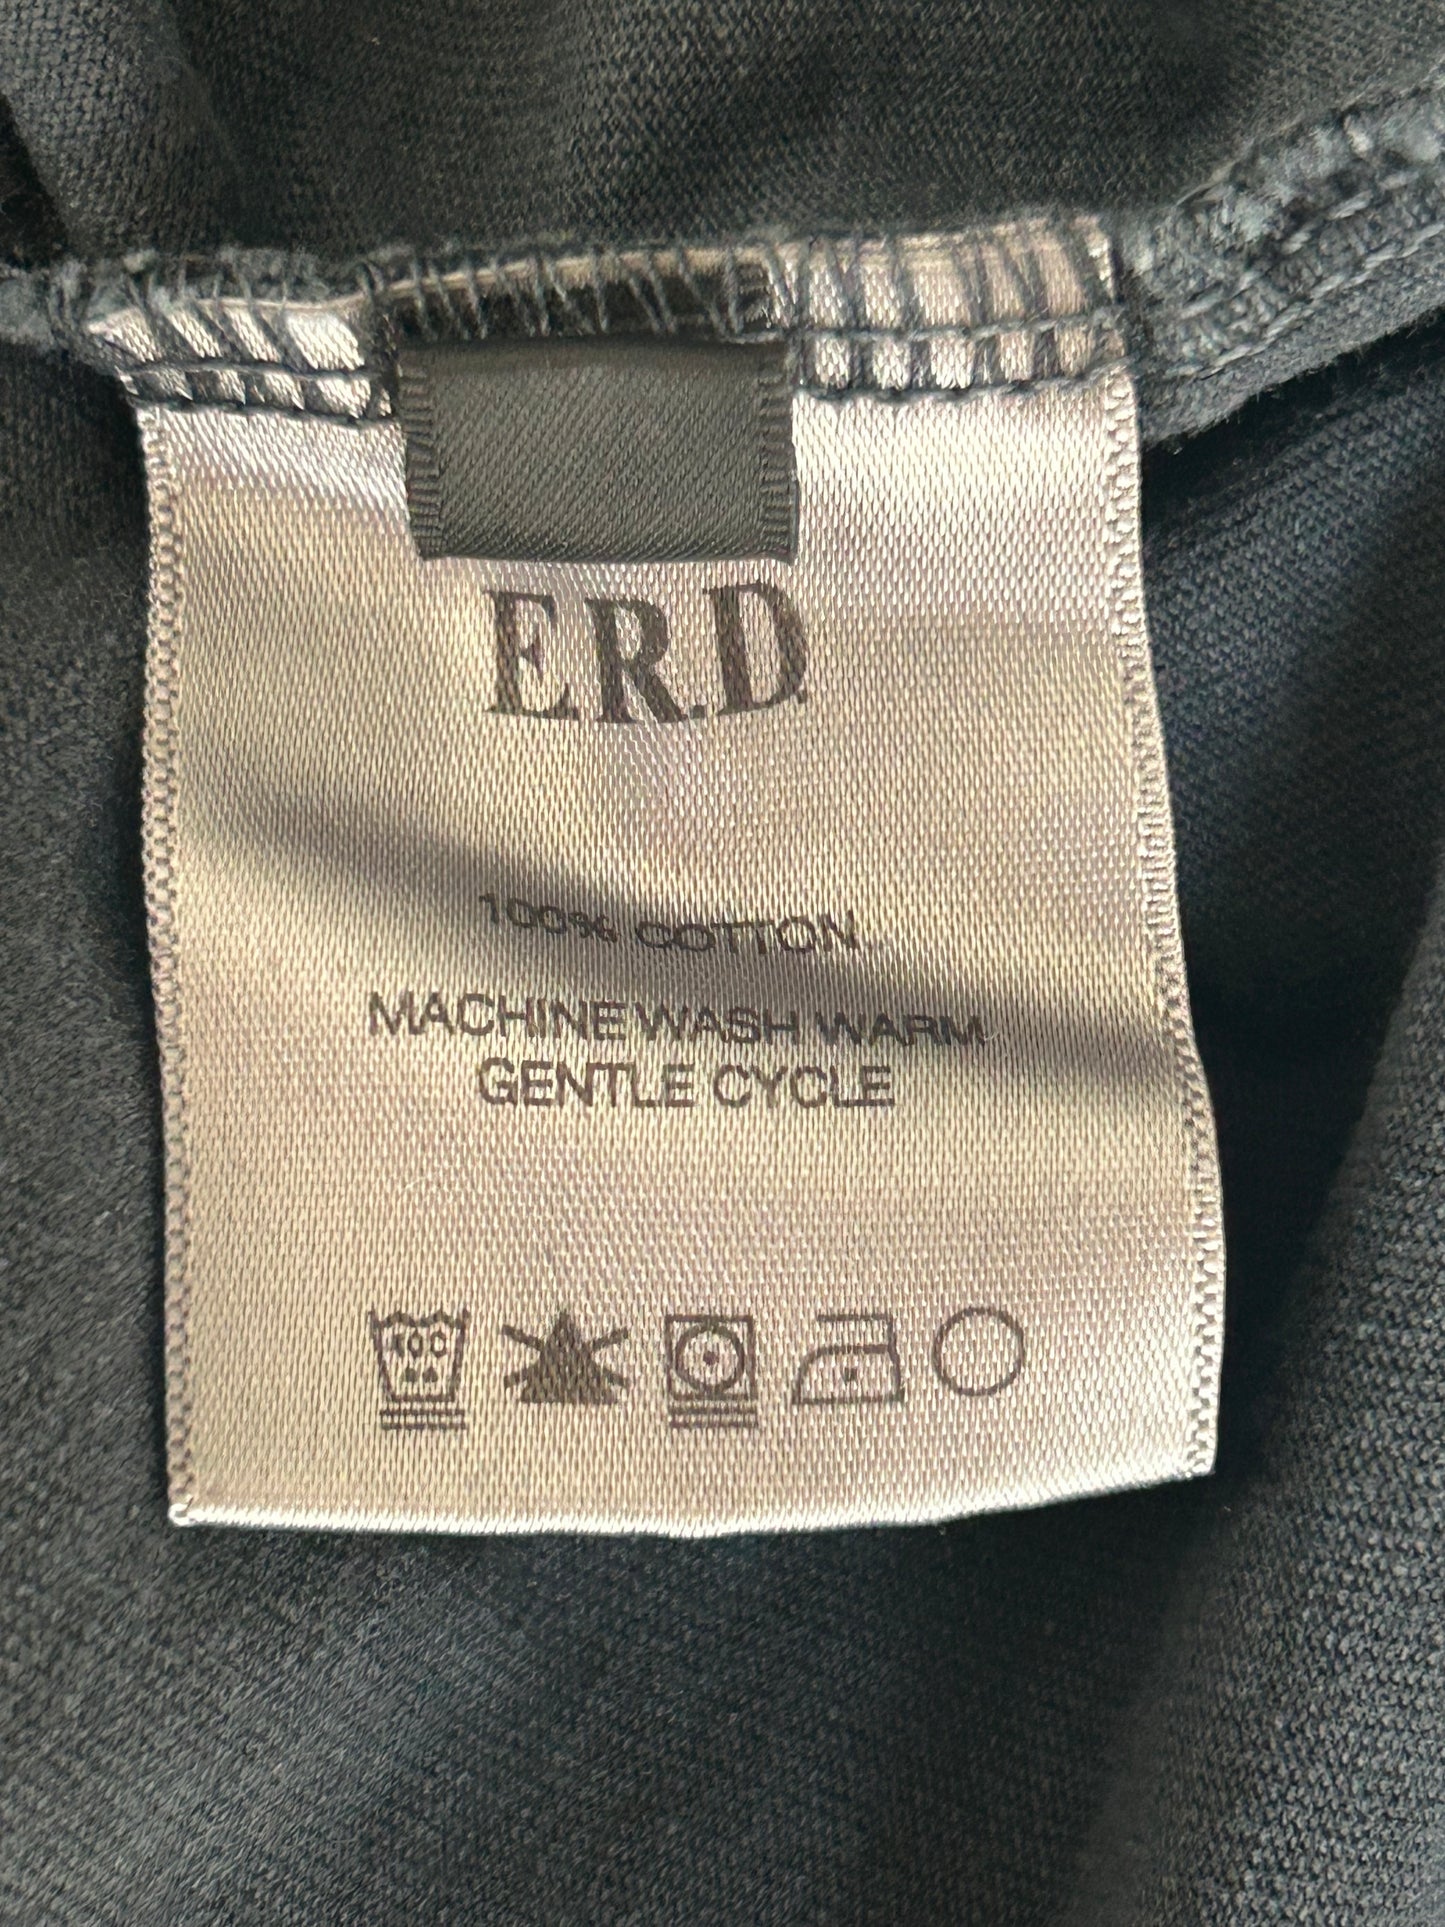 E.R.D.
100% COTTON
MACHINE WASH WARM
GENTLE CYCLE